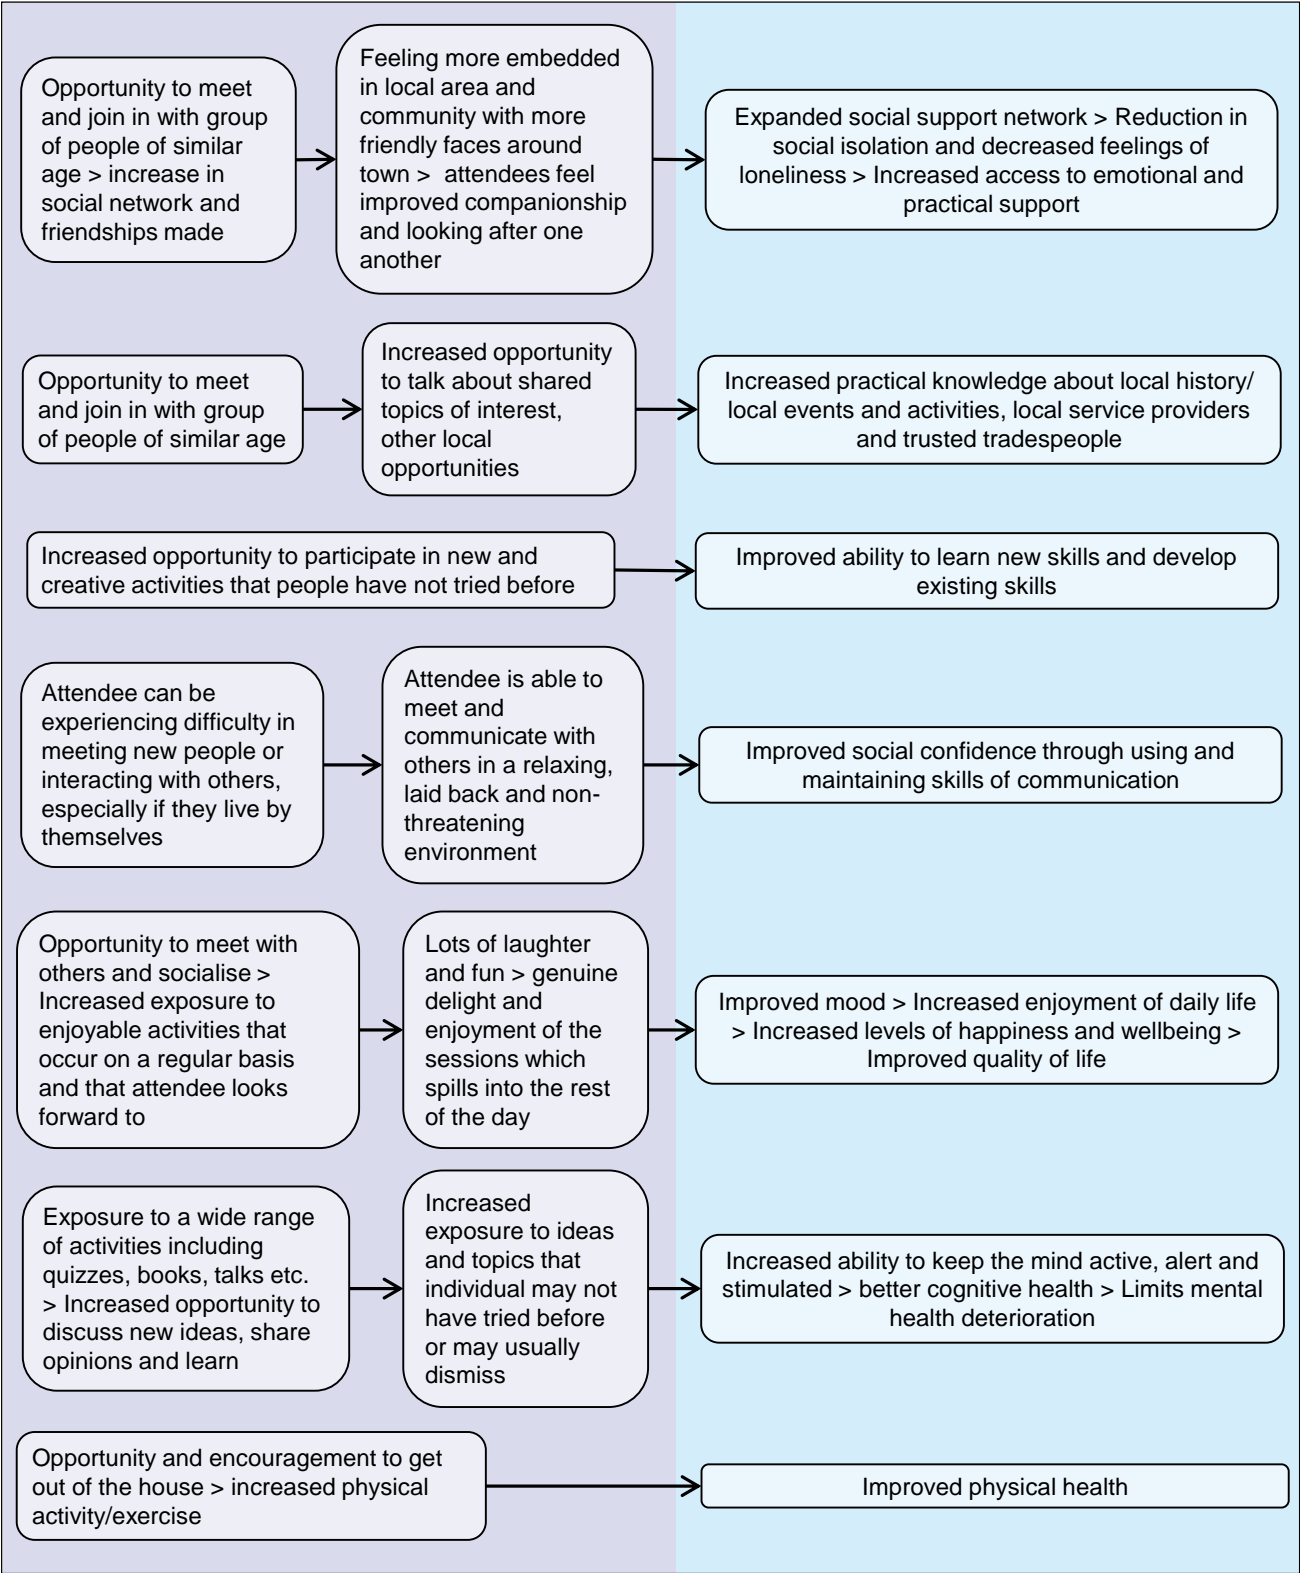 Opportunity to meet
and join in with group
of people of similar
age > increase in
social network and
friendships made
Feeling more embedded
in local area and
community with more
friendly faces around
town > attendees feel
improved companionship
and looking after one
another
Expanded social support network > Reduction in
social isolation and decreased feelings of
loneliness > Increased access to emotional and
practical support
Opportunity to meet
and join in with group
of people of similar age
Increased opportunity
to talk about shared
topics of interest,
other local
opportunities
Increased practical knowledge about local history/
local events and activities, local service providers
and trusted tradespeople
Increased opportunity to participate in new and
creative activities that people have not tried before
Improved ability to learn new skills and develop
existing skills
Attendee can be
experiencing difficulty in
meeting new people or
interacting with others,
especially if they live by
themselves
Attendee is able to
meet and
communicate with
others in a relaxing,
laid back and non-
threatening
environment
Improved social confidence through using and
maintaining skills of communication
Opportunity to meet with
others and socialise >
Increased exposure to
enjoyable activities that
occur on a regular basis
and that attendee looks
forward to
Lots of laughter
and fun > genuine
delight and
enjoyment of the
sessions which
spills into the rest
of the day
Improved mood > Increased enjoyment of daily life
> Increased levels of happiness and wellbeing >
Improved quality of life
Exposure to a wide range
of activities including
quizzes, books, talks etc.
> Increased opportunity to
discuss new ideas, share
opinions and learn
Increased
exposure to ideas
and topics that
individual may not
have tried before
or may usually
dismiss
Increased ability to keep the mind active, alert and
stimulated > better cognitive health > Limits mental
health deterioration
Opportunity and encouragement to get
out of the house > increased physical
activity/exercise
Improved physical health